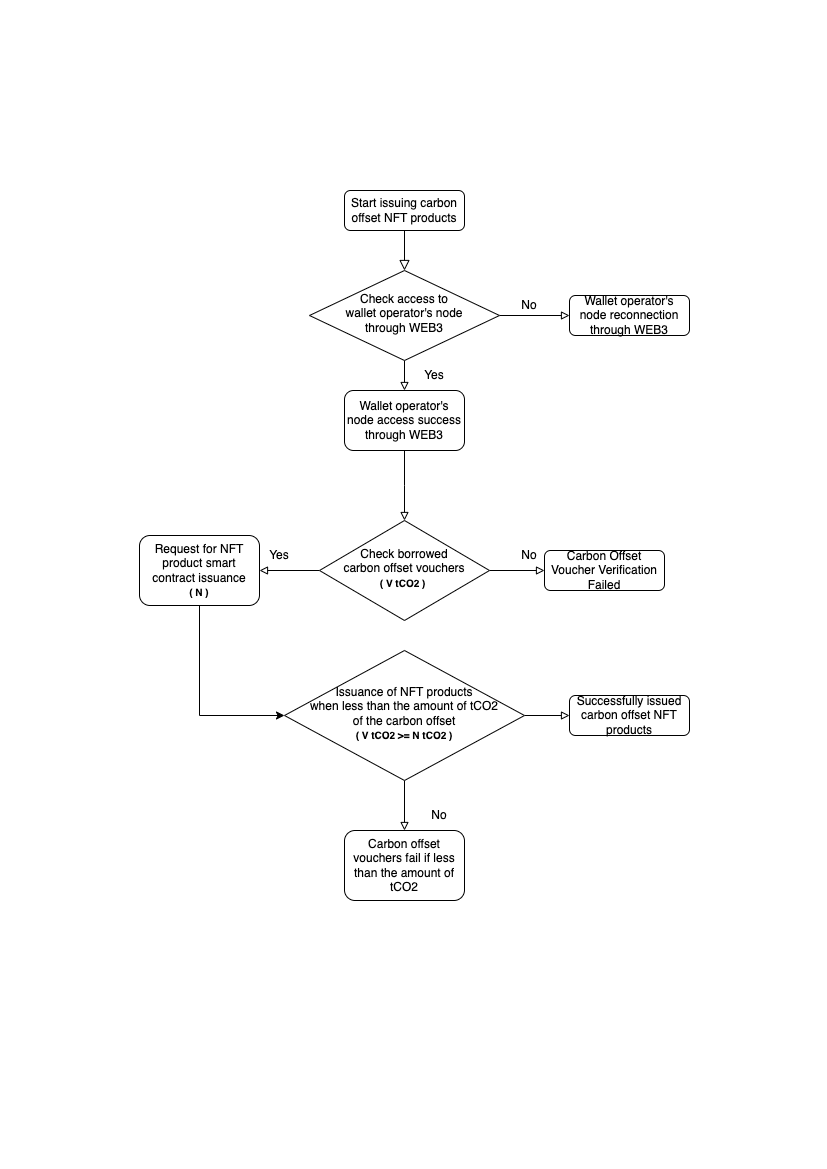 Start issuing carbon
offset NFT products
Check access to
wallet operator's node
through WEB3
No
Wallet operator's
node reconnection
through WEB3
Yes
Wallet operator's
node access success
through WEB3
Request for NFT
product smart
contract issuance
( N )
Yes
Check borrowed
carbon offset vouchers
( V tCO2 )
No
Carbon Offset
Voucher Verification
Failed
Issuance of NFT products
when less than the amount of tCO2
of the carbon offset
( V tCO2 >= N tCO2 )
Successfully issued
carbon offset NFT
products
No
Carbon offset
vouchers fail if less
than the amount of
tCO2